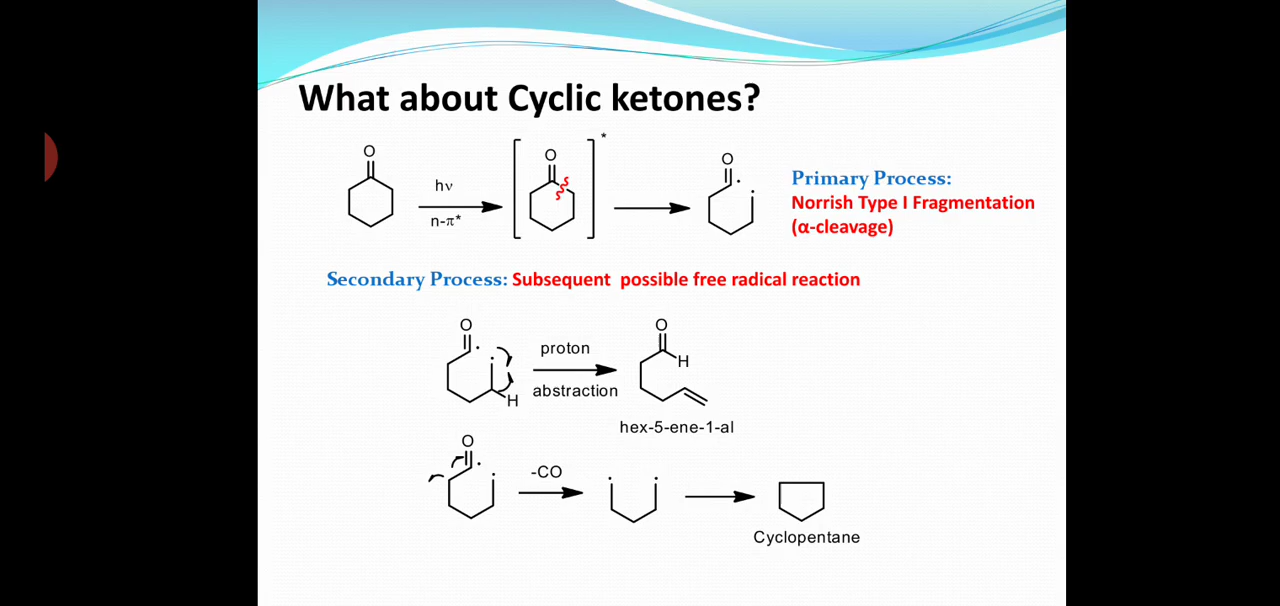 What about Cyclic ketones?
O
hν
n-π*
O
*
O
Primary Process:
Norrish Type I Fragmentation
(α-cleavage)
Secondary Process: Subsequent possible free radical reaction
O
H
proton
abstraction
O
H
hex-5-ene-1-al
O
-CO
Cyclopentane